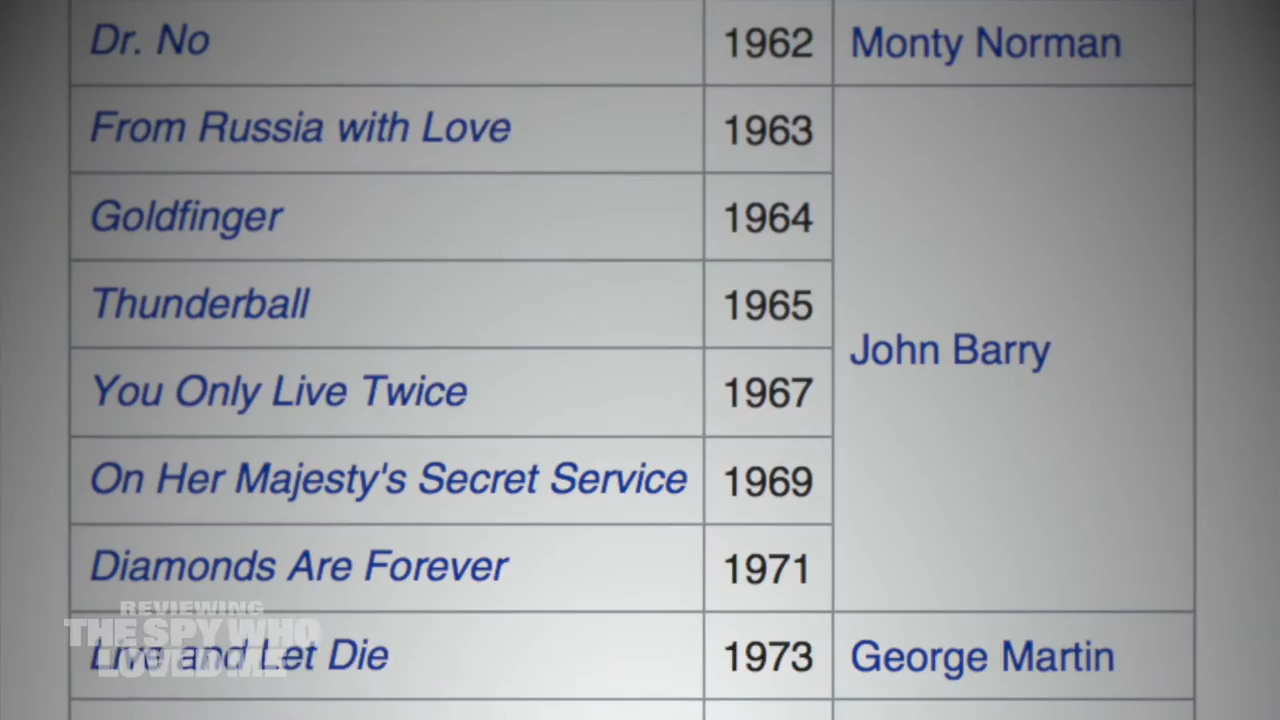 Dr. No 1962 Monty Norman
From Russia with Love 1963
Goldfinger 1964
Thunderball 1965
John Barry
You Only Live Twice 1967
On Her Majesty's Secret Service 1969
Diamonds Are Forever 1971
Live and Let Die 1973 George Martin
REVIEWING
THE SPY WHO
LOVED ME